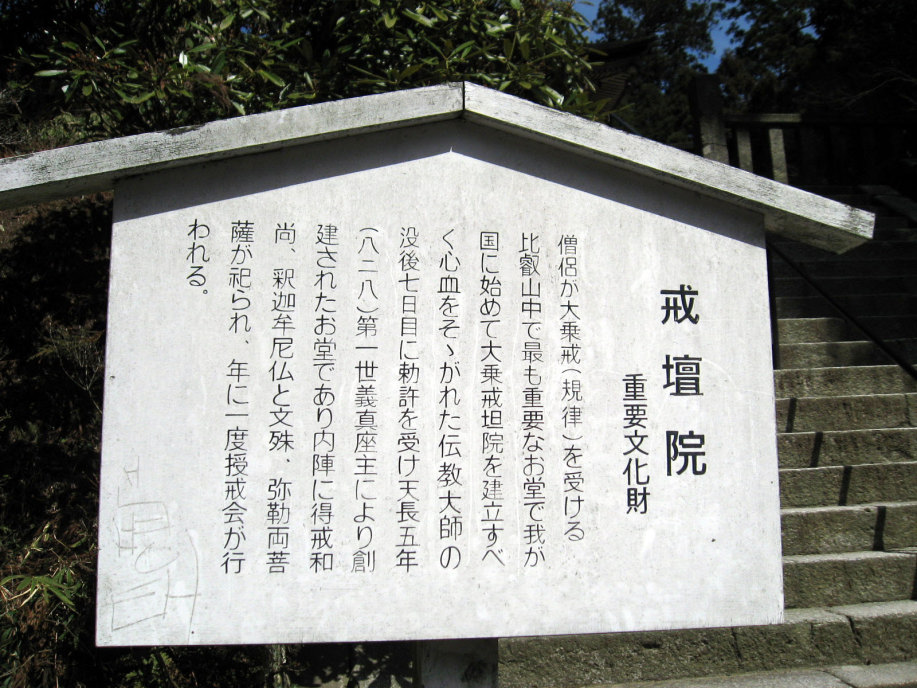 戒壇院
重要文化財
僧侶が大乗戒(規律)を受ける
比叡山中で最も重要なお堂で我が
国に始めて大乗戒坦院を建立すべ
く心血をそゝがれた伝教大師の
没後七日目に勅許を受け天長五年
(八二八)第一世義真座主により創
建されたお堂であり内陣に得戒和
尚、釈迦牟尼仏と文殊、弥勒両菩
薩が祀られ、年に一度授戒会が行
われる。